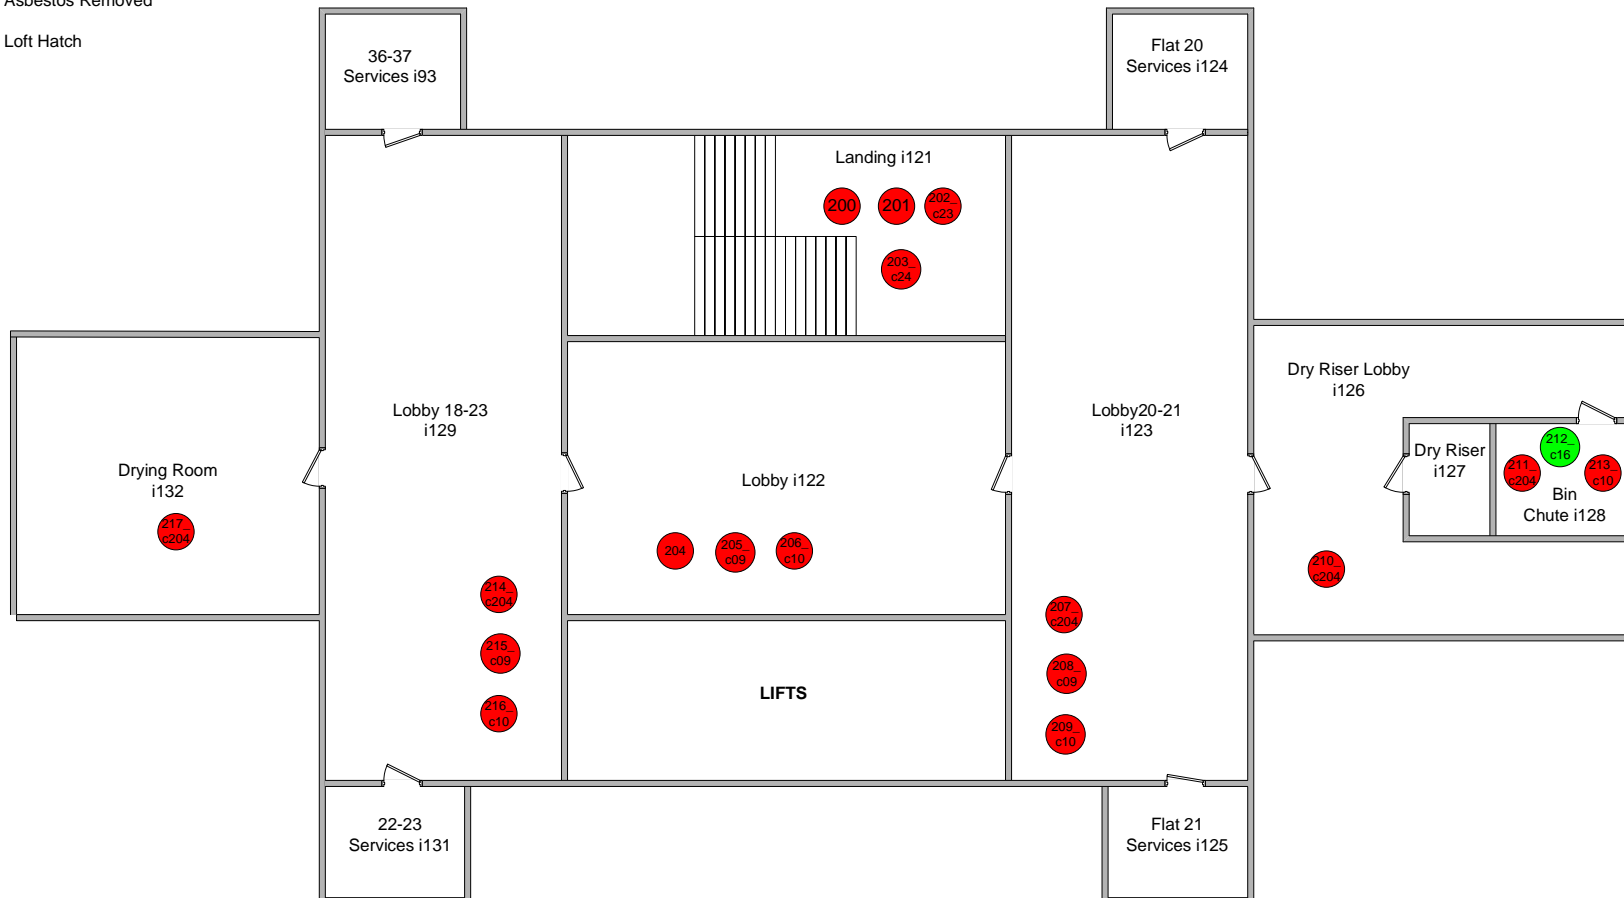 Asbestos Removed
Loft Hatch
36-37
Services i93
Flat 20
Services i124
Landing i121
200
201
202_
c23
203_
c24
Lobby 18-23
i129
Lobby20-21
i123
Dry Riser Lobby
i126
Dry Riser
i127
212_
c16
211_
c204
213_
c10
Bin
Chute i128
Drying Room
i132
217_
c204
Lobby i122
204
205_
c09
206_
c10
210_
c204
214_
c204
215_
c09
216_
c10
207_
c204
208_
c09
209_
c10
LIFTS
22-23
Services i131
Flat 21
Services i125